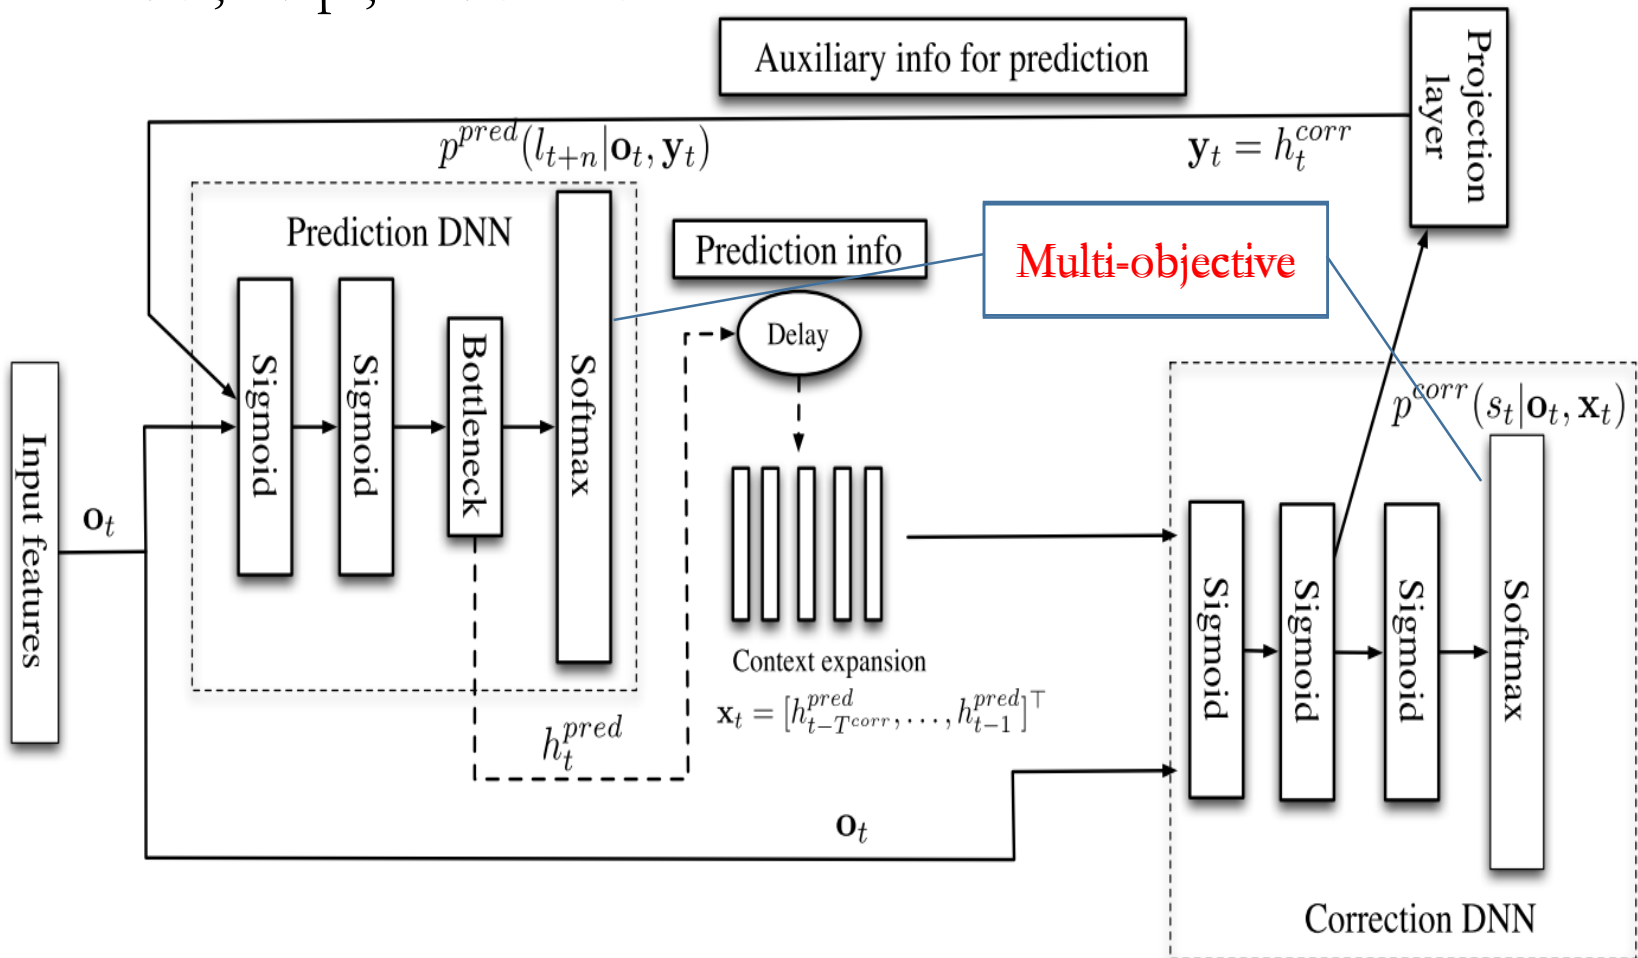 Auxiliary info for prediction
Projection
layer
p^{pred}(l_{t+n}|o_t, y_t)
y_t = h_t^{corr}
Prediction DNN
Prediction info
Multi-objective
Delay
Sigmoid
Sigmoid
Bottleneck
Softmax
Input features
o_t
p^{corr}(s_t|o_t, x_t)
Context expansion
x_t = [h_{t-T^{corr}}^{pred}, . . . , h_{t-1}^{pred}]^⊤
h_t^{pred}
o_t
Sigmoid
Sigmoid
Sigmoid
Softmax
Correction DNN